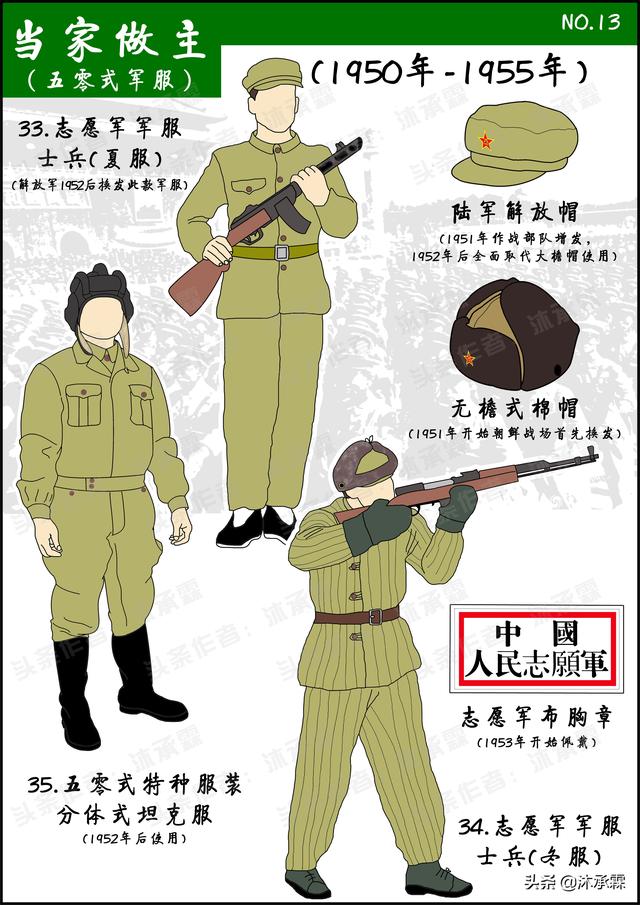 当家做主
(五零式军服)
NO.13
(1950年-1955年)
33.志愿军军服
士兵(夏服)
(解放军1952后换发此款军服)
陆军解放帽
(1951年作战部队增发,
1952年后全面取代大檐帽使用)
无檐式棉帽
(1951年开始朝鲜战场首先换发)
中國
人民志願軍
志愿军布胸章
(1953年开始佩戴)
35.五零式特种服装
分体式坦克服
(1952年后使用)
34.志愿军军服
士兵(冬服)
头条 @沐承霖
头条作者：沐承霖